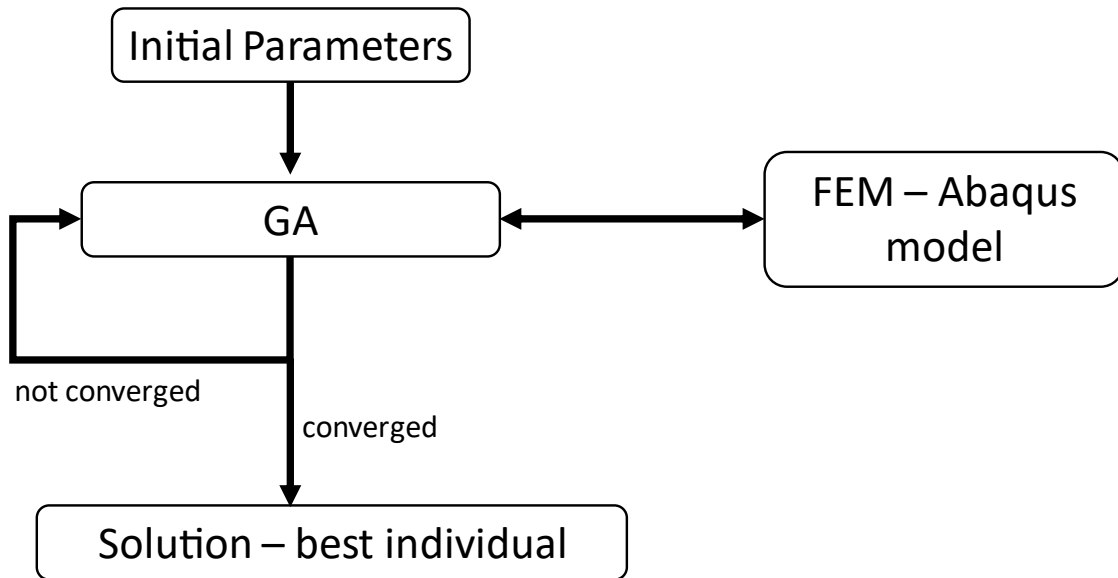 Initial Parameters
GA
FEM – Abaqus
model
not converged
converged
Solution – best individual